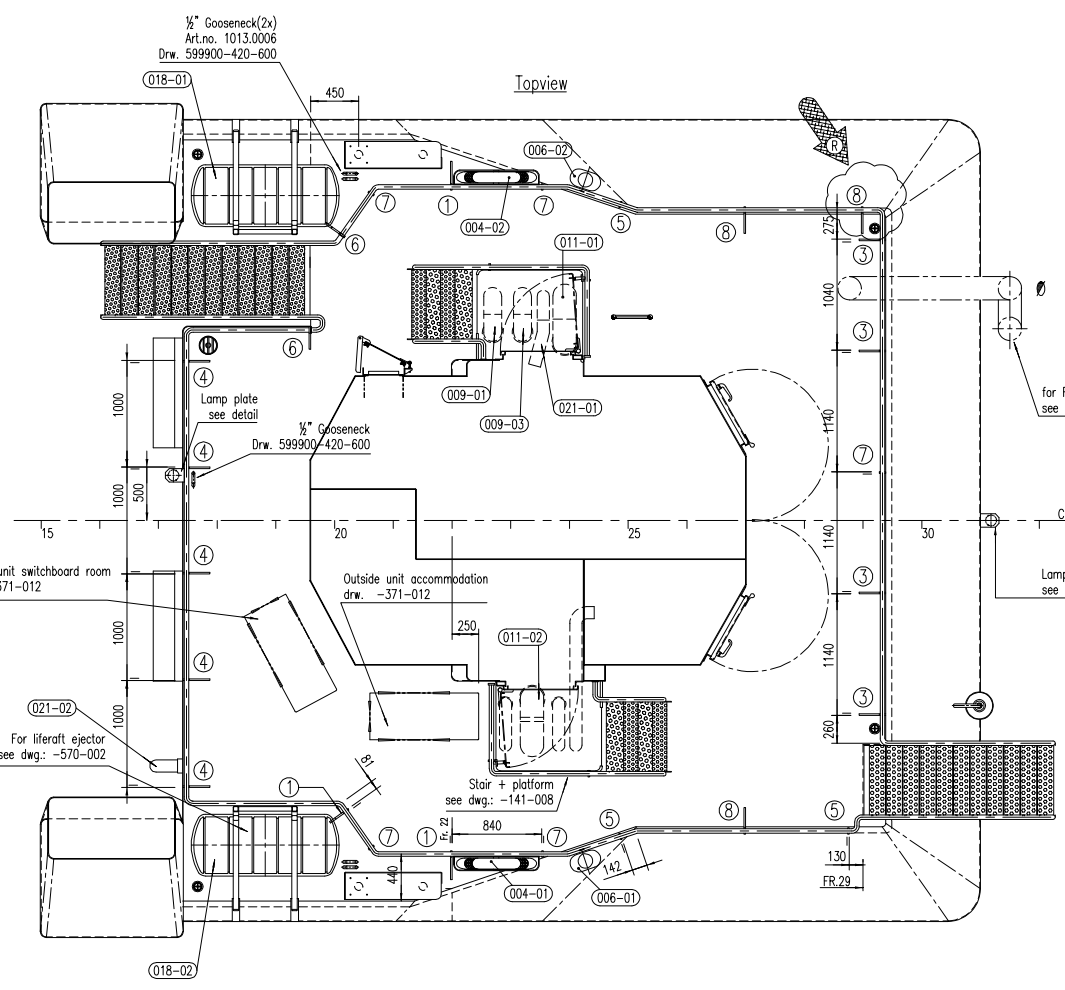 ½" Gooseneck(2x)
Art.no. 1013.0006
Drw. 599900-420-600
018-01
450
Topview
006-02
R
⑦
①
004-02
⑦
⑤
⑧
⑧
275
③
⑥
011-01
1040
③
⑥
④
009-01
009-03
021-01
for
see
1000
Lamp plate
see detail
½" Gooseneck
Drw. 599900-420-600
④
1140
⑦
1000
500
15
20
25
30
C
④
1140
③
unit switchboard room
371-012
Outside unit accommodation
drw. -371-012
Lamp
see
250
011-02
1000
④
1140
③
021-02
1000
For liferaft ejector
see dwg.: -570-002
④
81
260
①
Stair + platform
see dwg.: -141-008
⑦
①
Fr. 22
840
⑦
⑤
⑧
⑤
440
142
130
FR.29
004-01
006-01
018-02